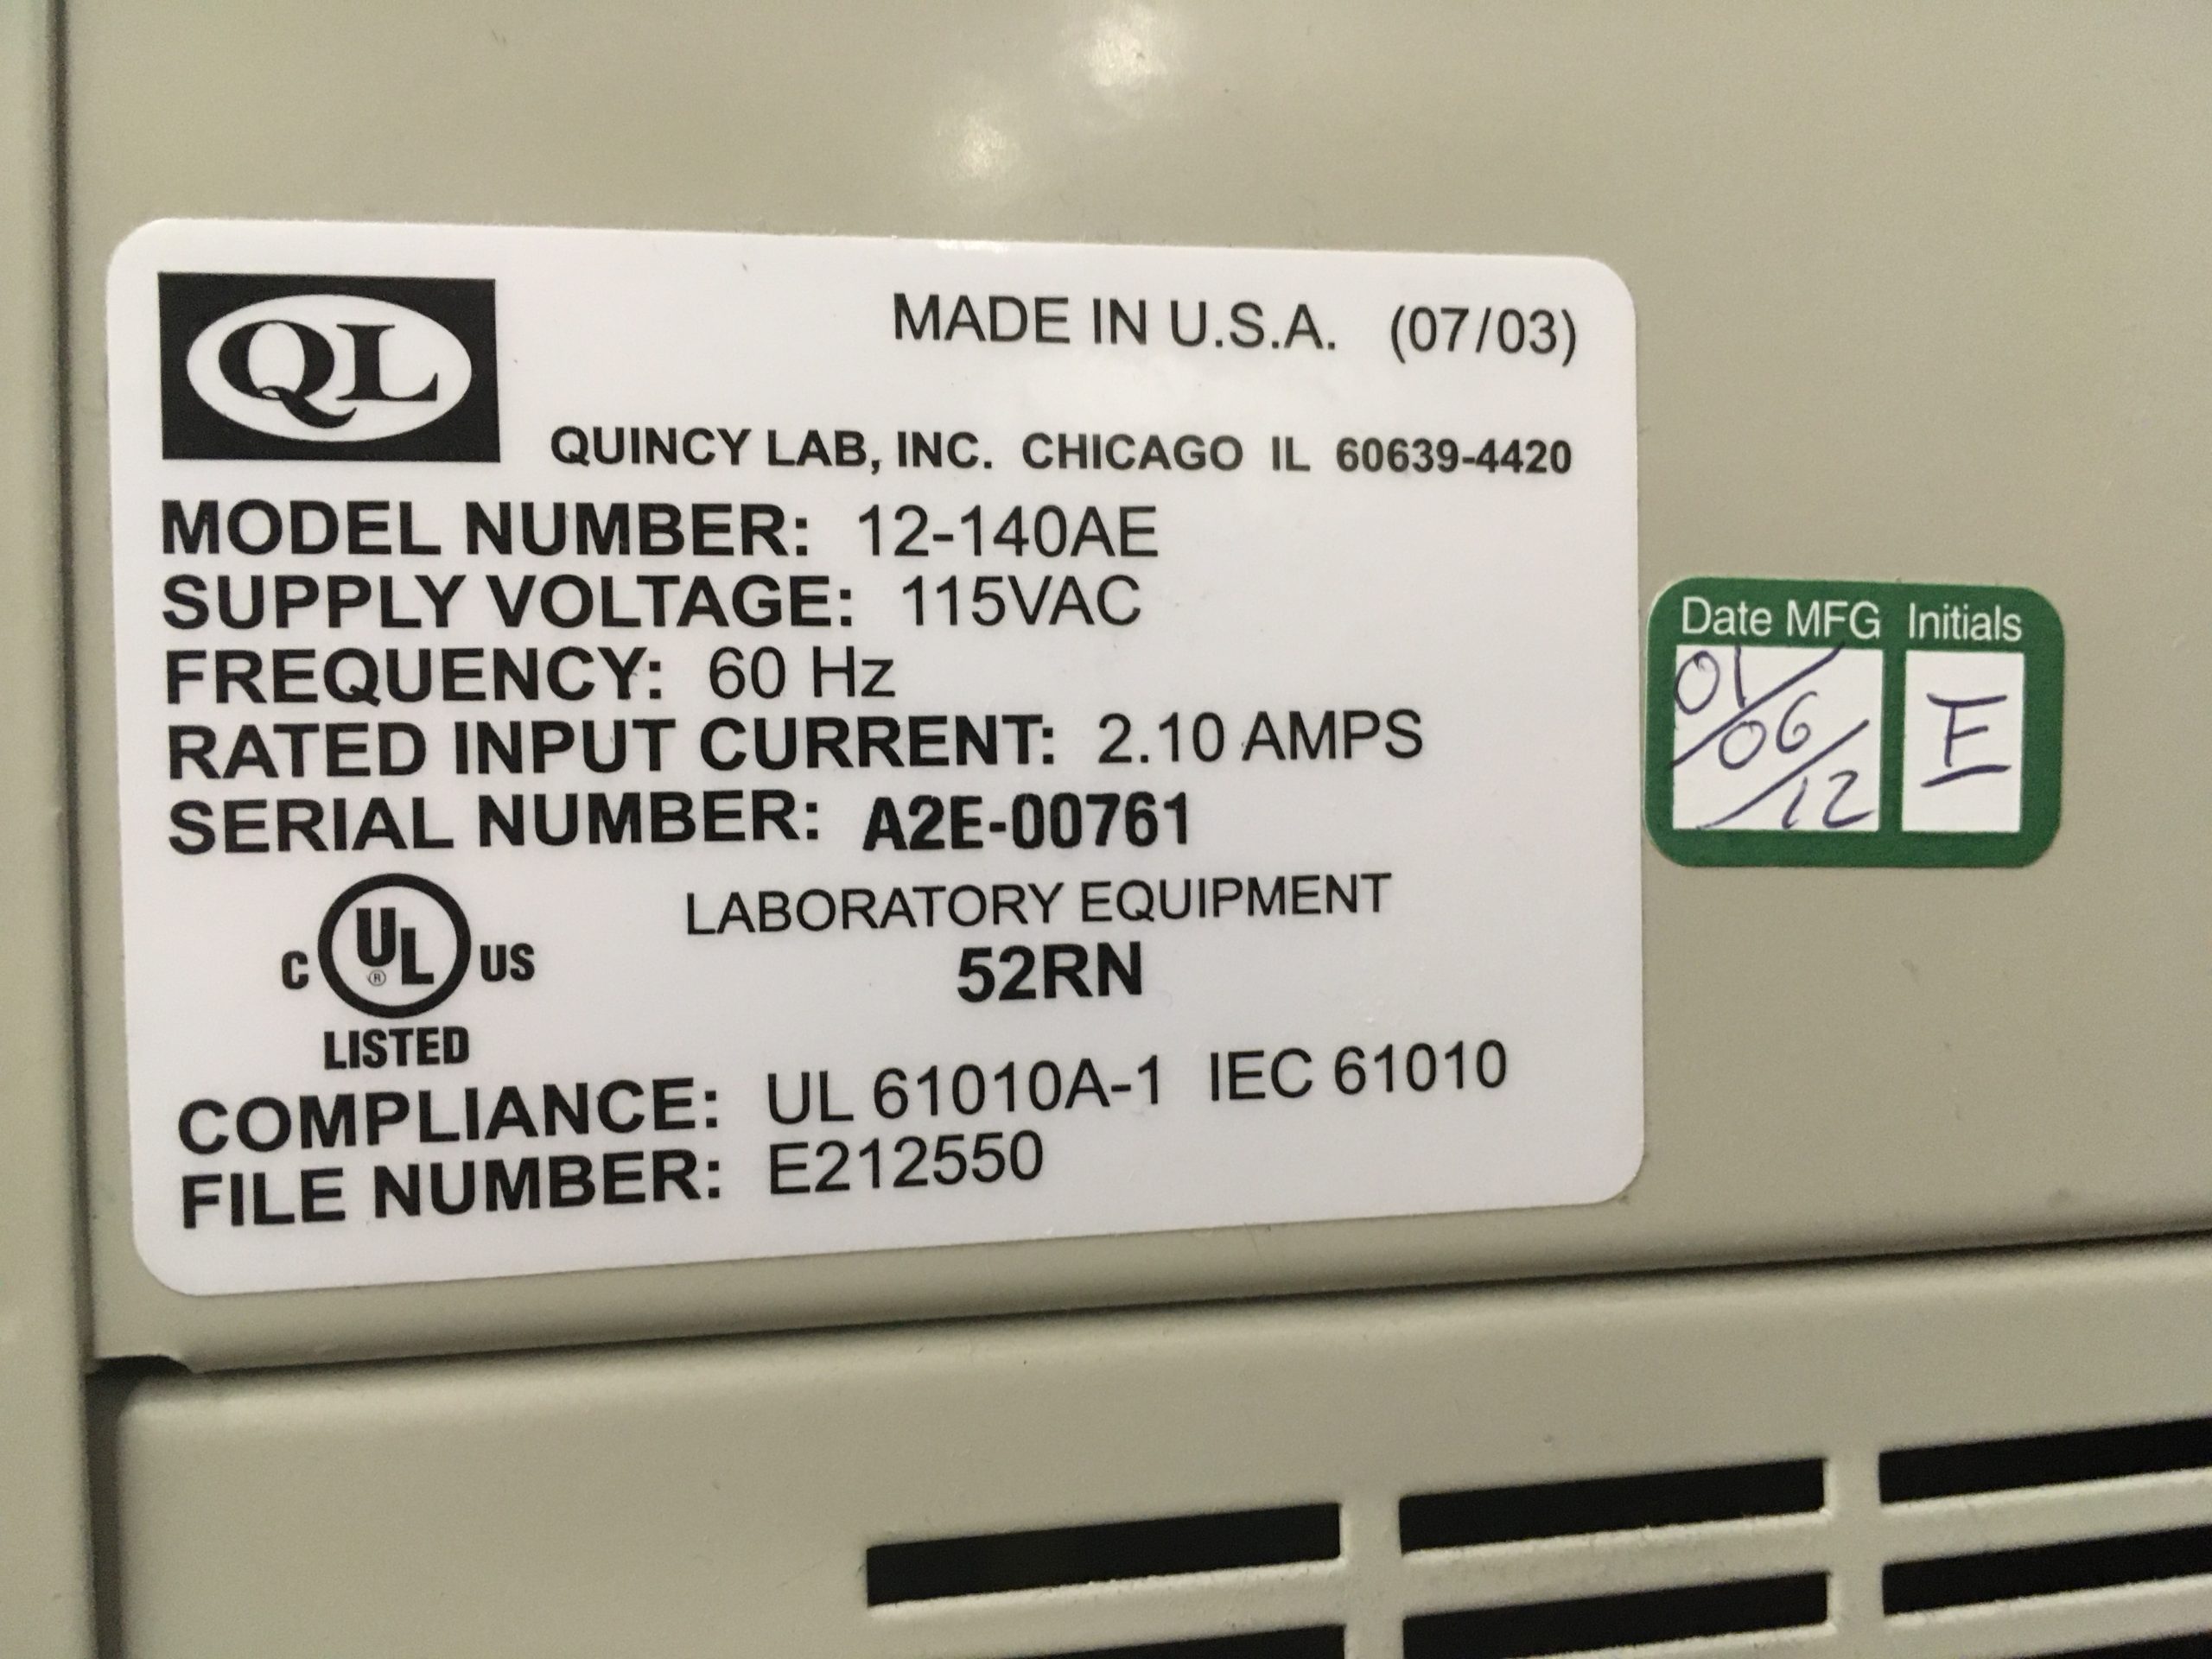 QL
MADE IN U.S.A. (07/03)
QUINCY LAB, INC. CHICAGO IL 60639-4420
MODEL NUMBER: 12-140AE
SUPPLY VOLTAGE: 115VAC
FREQUENCY: 60 Hz
RATED INPUT CURRENT: 2.10 AMPS
SERIAL NUMBER: A2E-00761
C UL ® US
LISTED
LABORATORY EQUIPMENT
52RN
COMPLIANCE: UL 61010A-1 IEC 61010
FILE NUMBER: E212550
Date MFG Initials
01/06/12 F